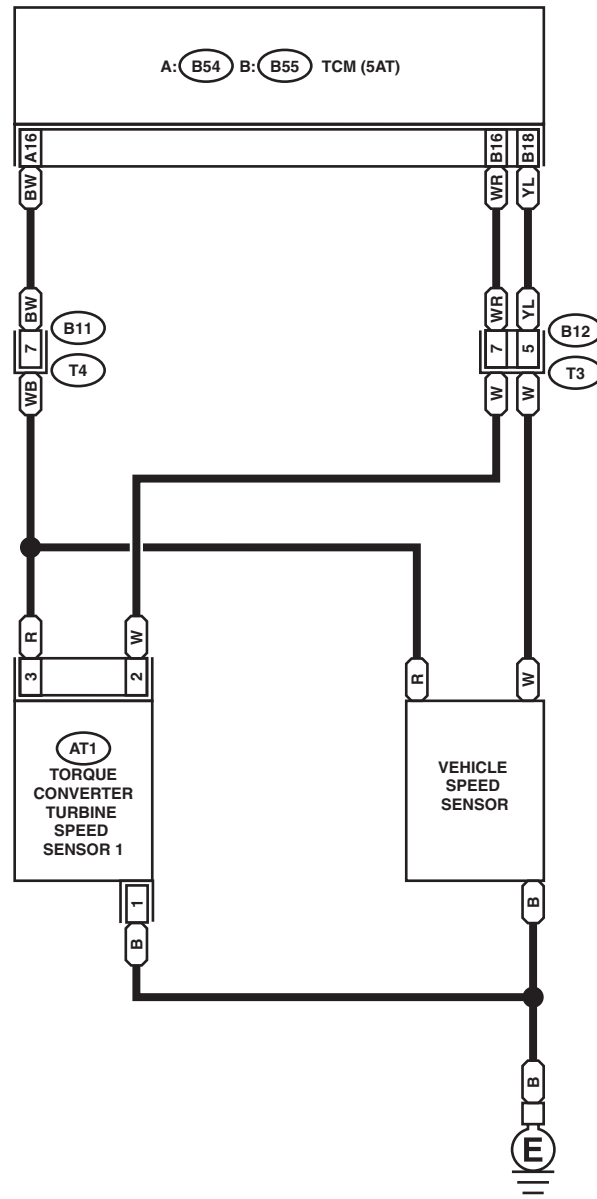 A: B54 B: B55 TCM (5AT)
A16
B16
B18
BW
WR
YL
BW
WR
YL
7
B11
7
5
B12
T4
T3
WB
W
W
R
W
R
W
3
2
AT1
TORQUE
CONVERTER
TURBINE
SPEED
SENSOR 1
VEHICLE
SPEED
SENSOR
1
B
B
B
E